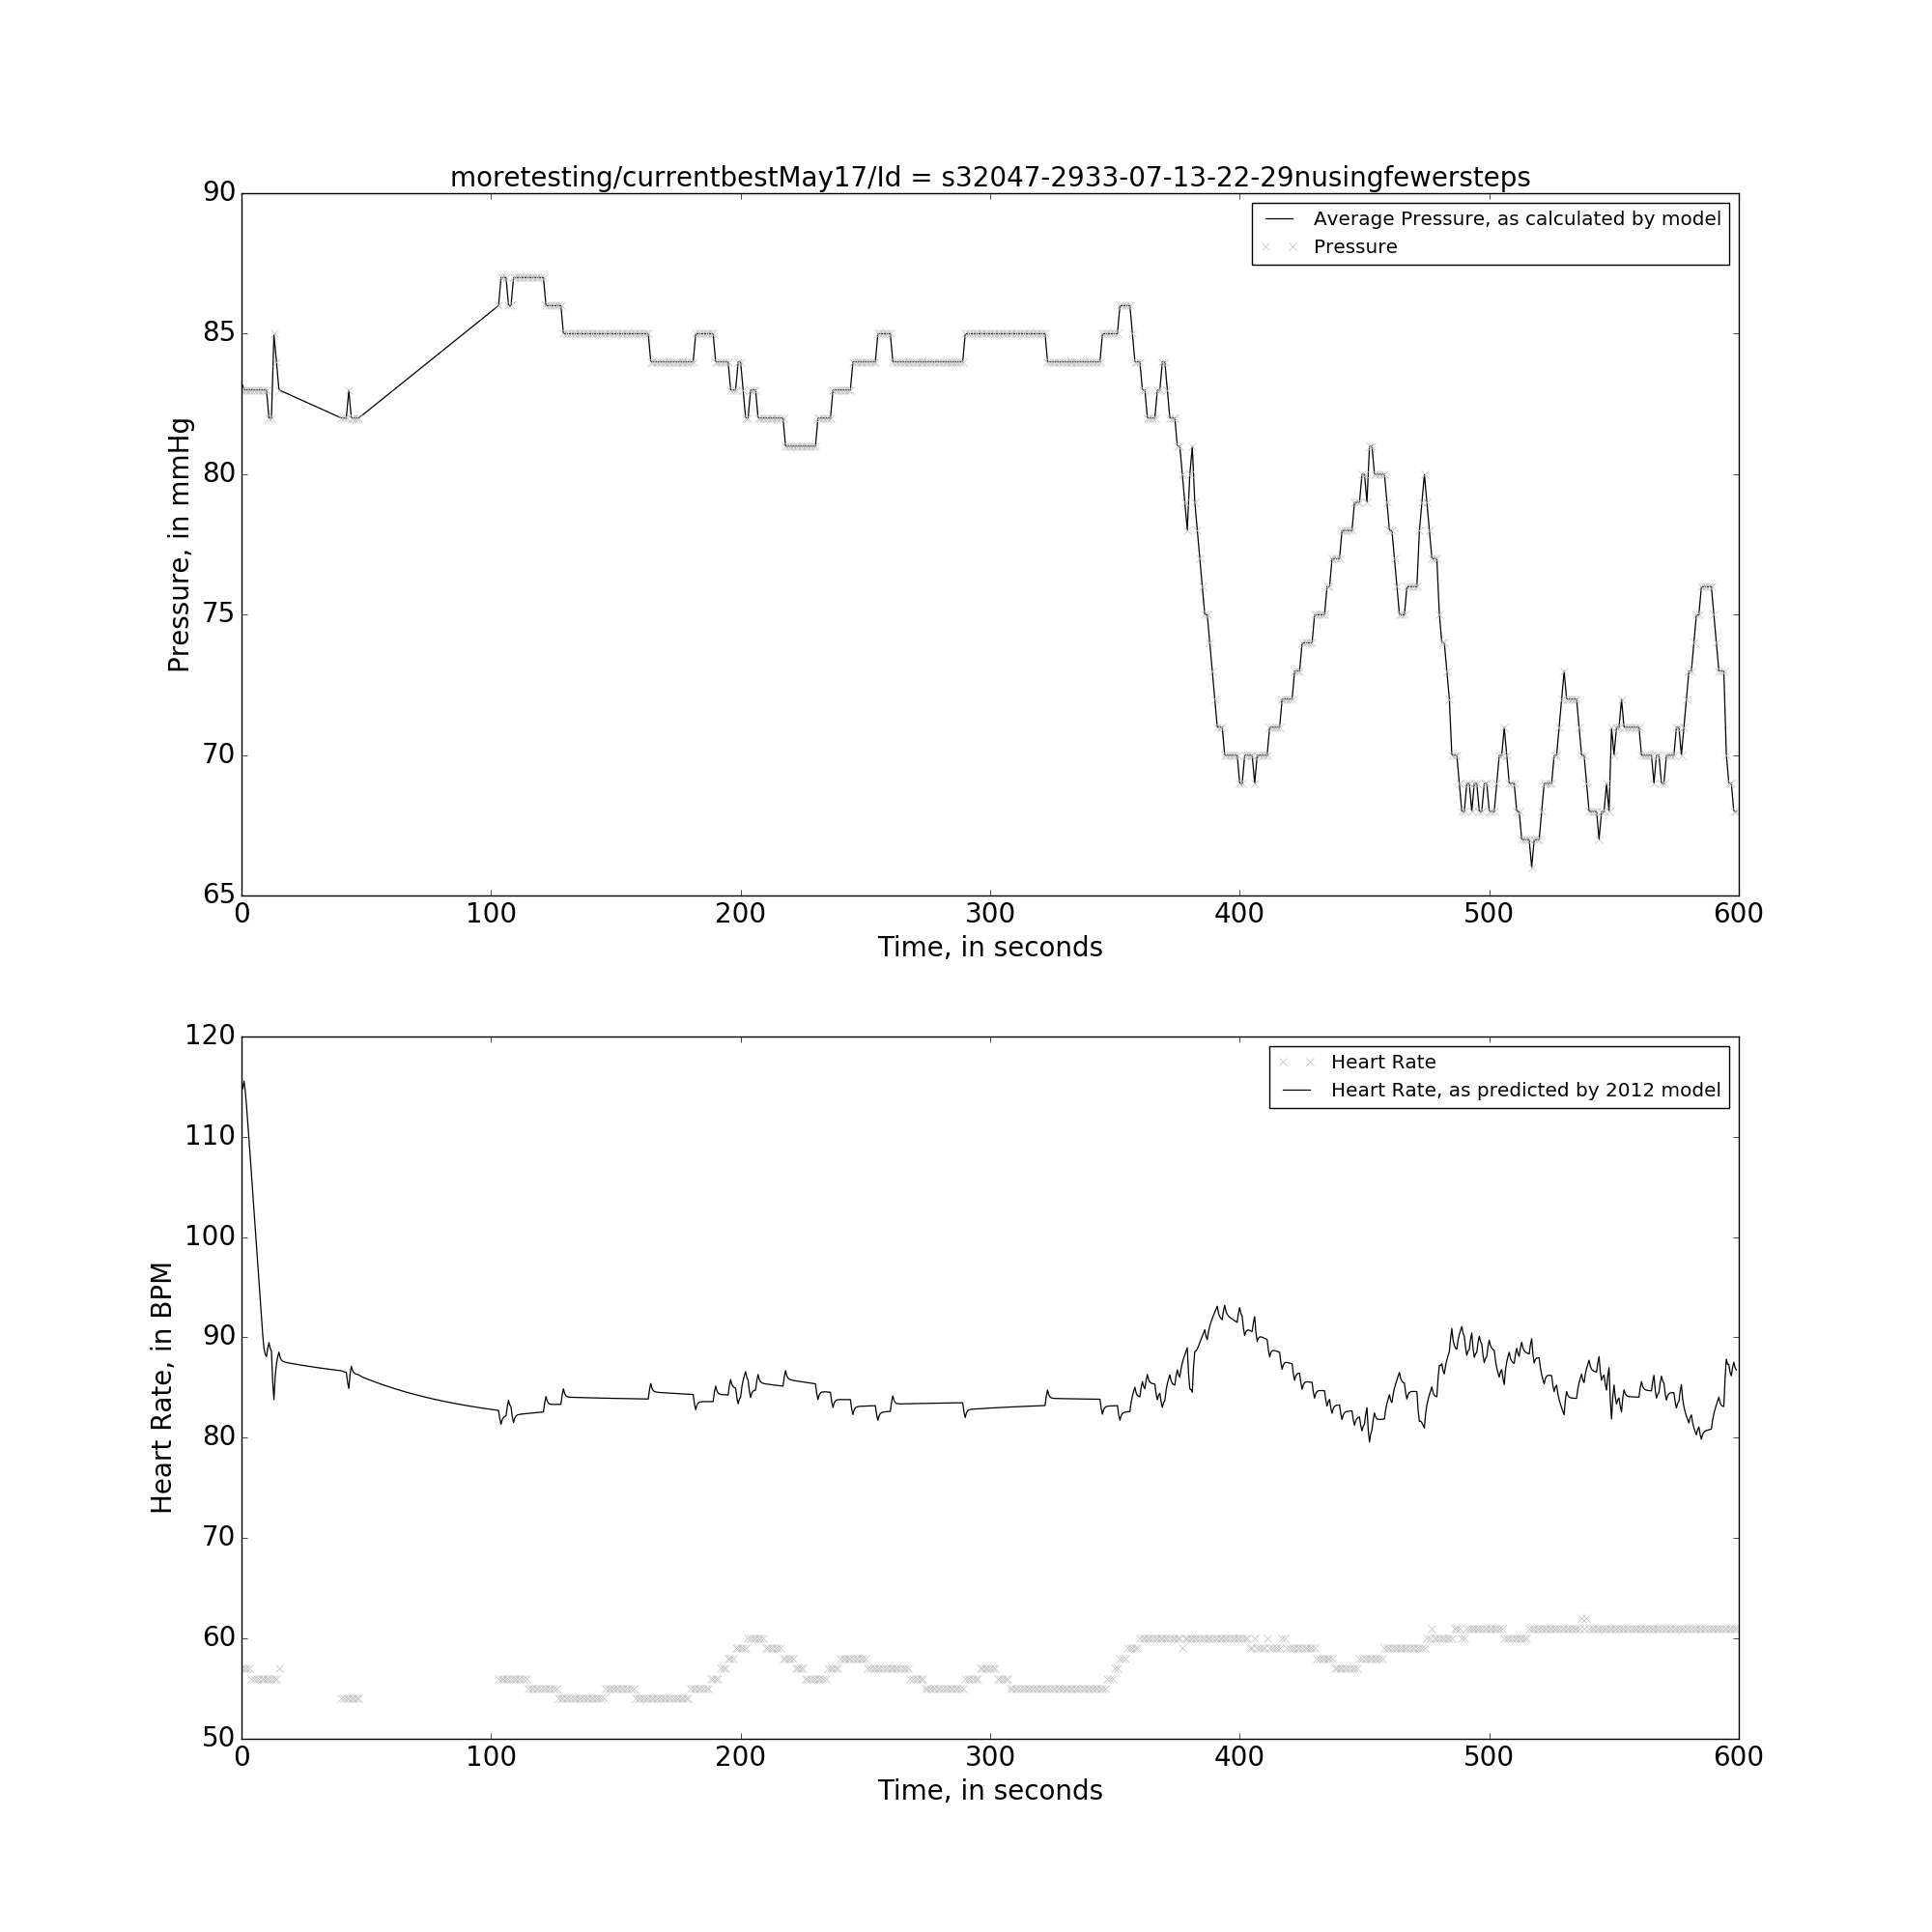 moretesting/currentbestMay17/Id = s32047-2933-07-13-22-29nusingfewersteps
90
85
80
75
70
65
Pressure, in mmHg
Average Pressure, as calculated by model
Pressure
0 100 200 300 400 500 600
Time, in seconds
120
110
100
90
80
70
60
50
Heart Rate, in BPM
Heart Rate
Heart Rate, as predicted by 2012 model
0 100 200 300 400 500 600
Time, in seconds